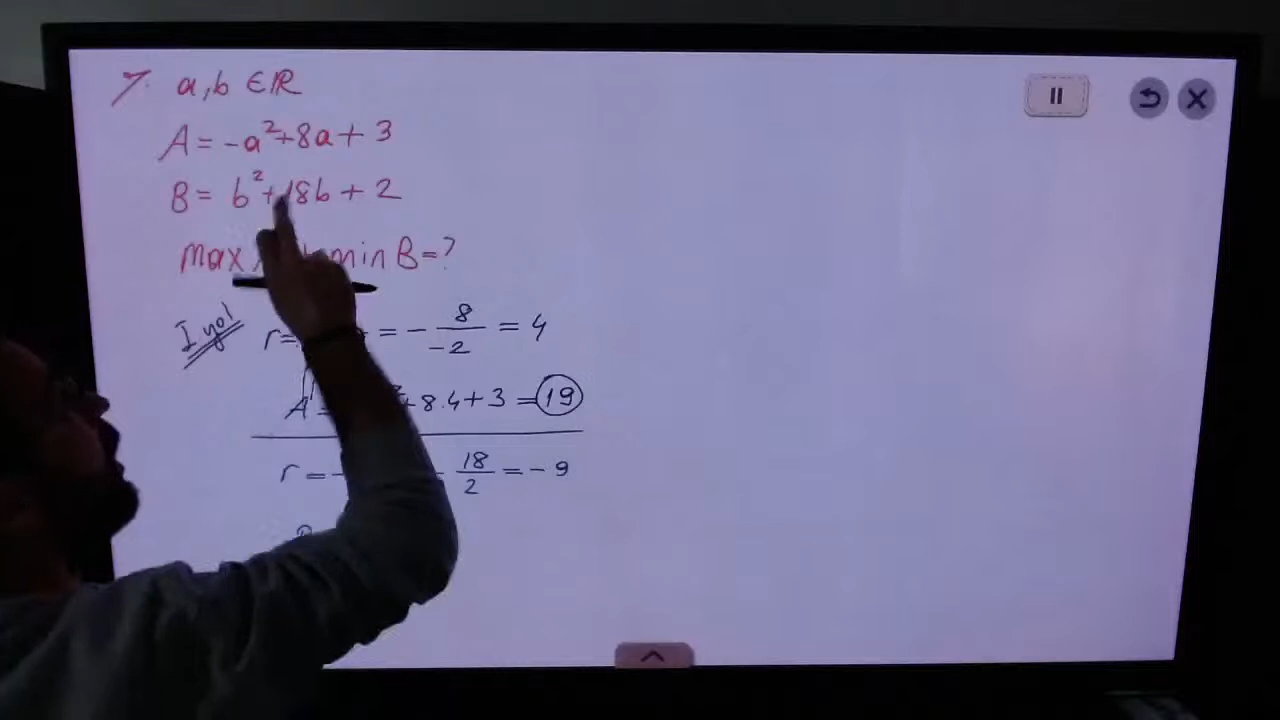 7. a,b ∈ ℝ
A = -a²+8a+3
B = b²+18b+2
max min B=?
I yol r= = - 8/-2 = 4
A = +8.4+3 = 19
r = - - 18/2 = -9